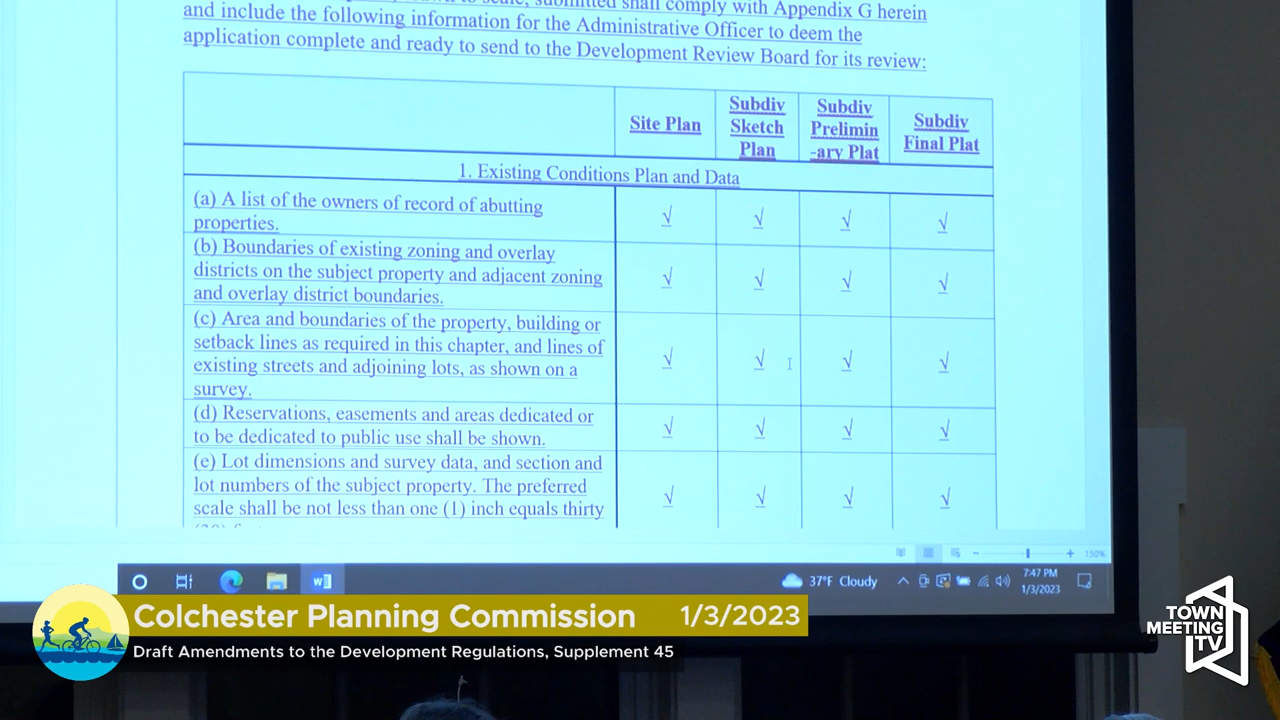 shall comply with Appendix G herein
and include the following information for the Administrative Officer to deem the
application complete and ready to send to the Development Review Board for its review:
Site Plan
Subdiv
Sketch
Plan
Subdiv
Prelimin
-ary Plat
Subdiv
Final Plat
1. Existing Conditions Plan and Data
(a) A list of the owners of record of abutting
properties.
√ √ √ √
(b) Boundaries of existing zoning and overlay
districts on the subject property and adjacent zoning
and overlay district boundaries.
√ √ √ √
(c) Area and boundaries of the property, building or
setback lines as required in this chapter, and lines of
existing streets and adjoining lots, as shown on a
survey.
√ √ √ √
(d) Reservations, easements and areas dedicated or
to be dedicated to public use shall be shown.
√ √ √ √
(e) Lot dimensions and survey data, and section and
lot numbers of the subject property. The preferred
scale shall be not less than one (1) inch equals thirty
√ √ √ √
150%
37°F Cloudy
7:47 PM
1/3/2023
Colchester Planning Commission 1/3/2023
Draft Amendments to the Development Regulations, Supplement 45
TOWN
MEETING
TV